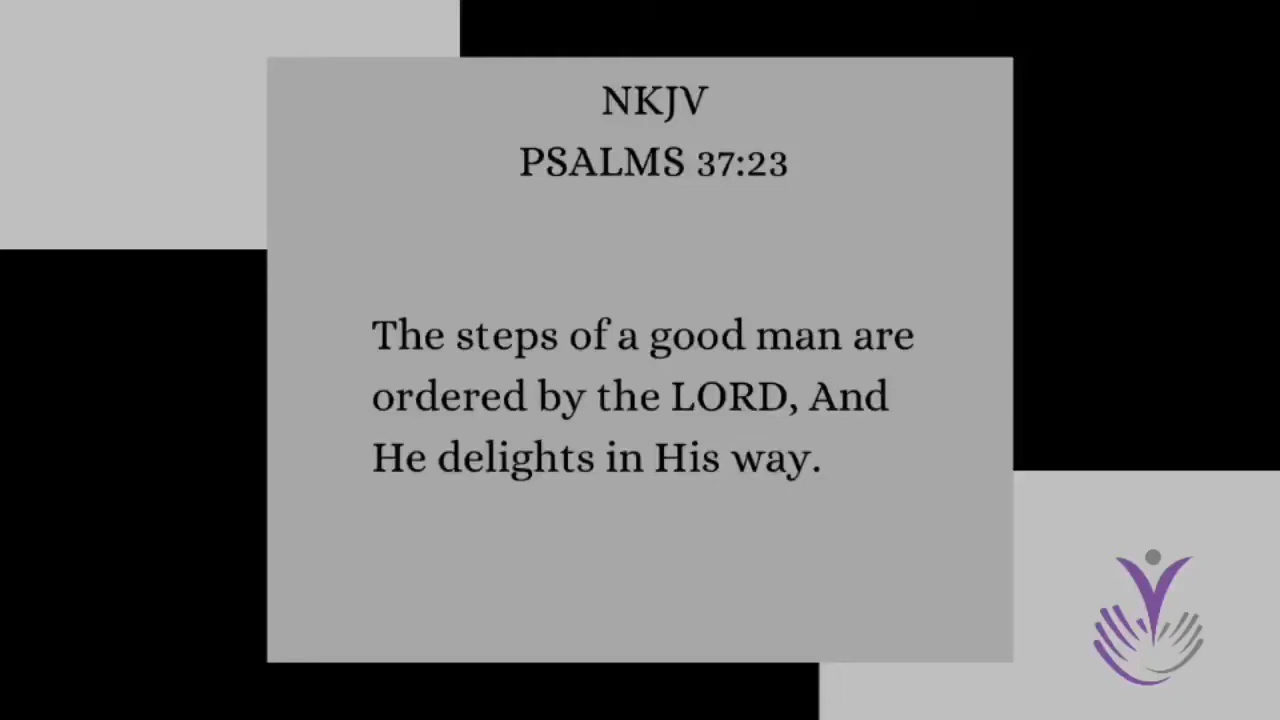 NKJV
PSALMS 37:23
The steps of a good man are
ordered by the LORD, And
He delights in His way.